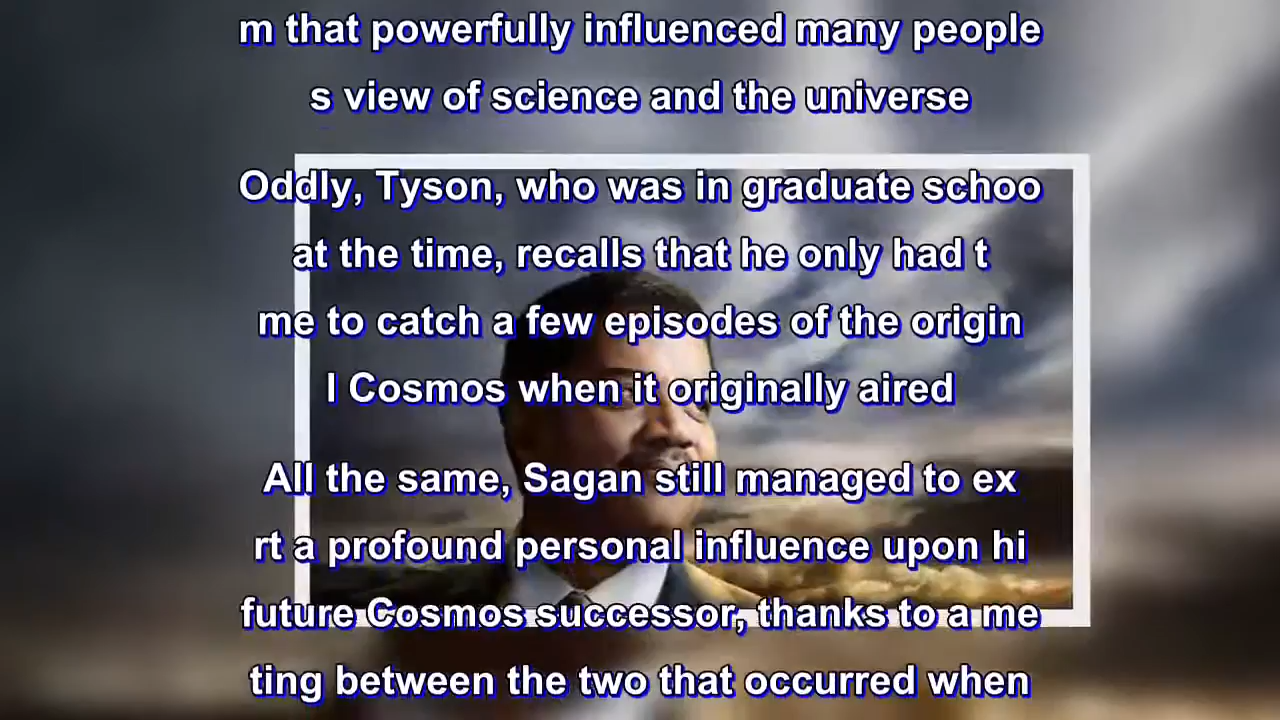 m that powerfully influenced many people
s view of science and the universe
Oddly, Tyson, who was in graduate schoo
at the time, recalls that he only had t
me to catch a few episodes of the origin
l Cosmos when it originally aired
All the same, Sagan still managed to ex
rt a profound personal influence upon hi
future Cosmos successor, thanks to a me
ting between the two that occurred when